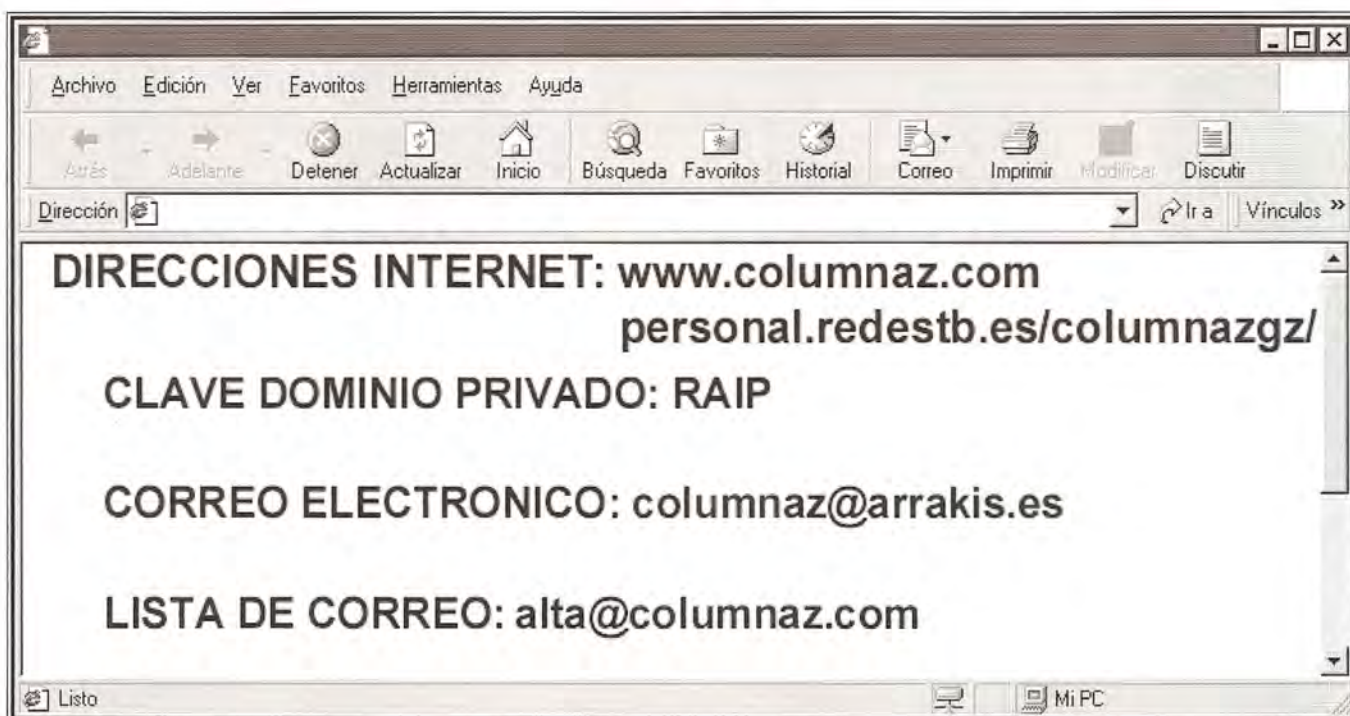 Archivo Edición Ver Favoritos Herramientas Ayuda
Atrás Adelante Detener Actualizar Inicio Búsqueda Favoritos Historial Correo Imprimir Modificar Discutir
Dirección Ir a Vínculos »
DIRECCIONES INTERNET: www.columnaz.com
personal.redestb.es/columnazgz/
CLAVE DOMINIO PRIVADO: RAIP
CORREO ELECTRONICO: columnaz@arrakis.es
LISTA DE CORREO: alta@columnaz.com
Listo Mi PC